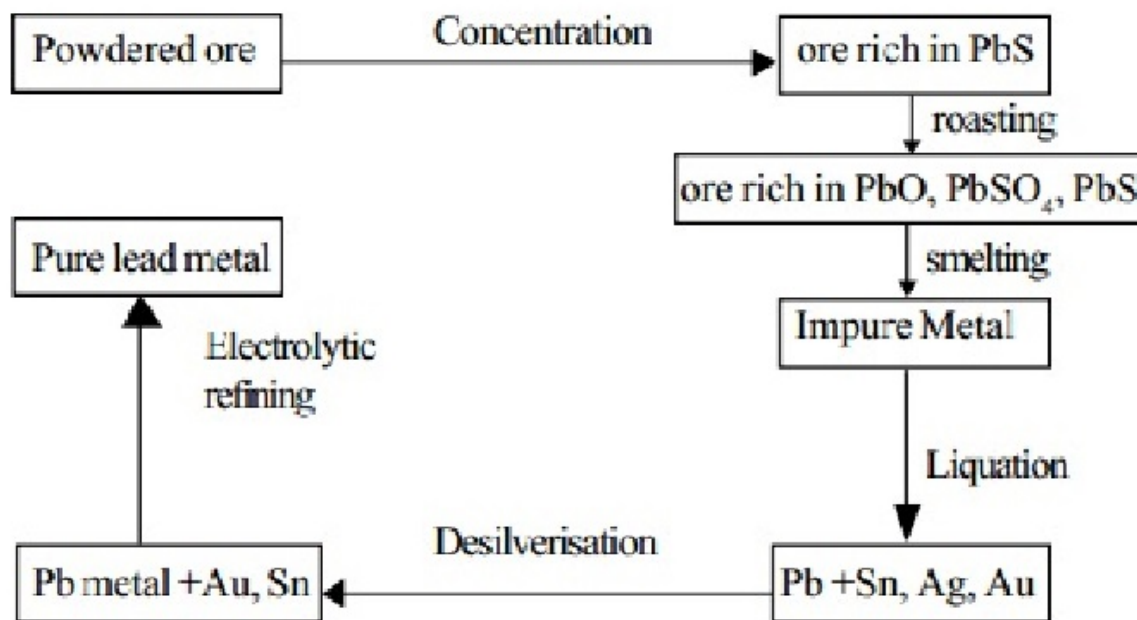 Powdered ore
Concentration
ore rich in PbS
roasting
ore rich in PbO, PbSO₄, PbS
smelting
Impure Metal
Liquation
Pb +Sn, Ag, Au
Desilverisation
Pb metal +Au, Sn
Electrolytic
refining
Pure lead metal